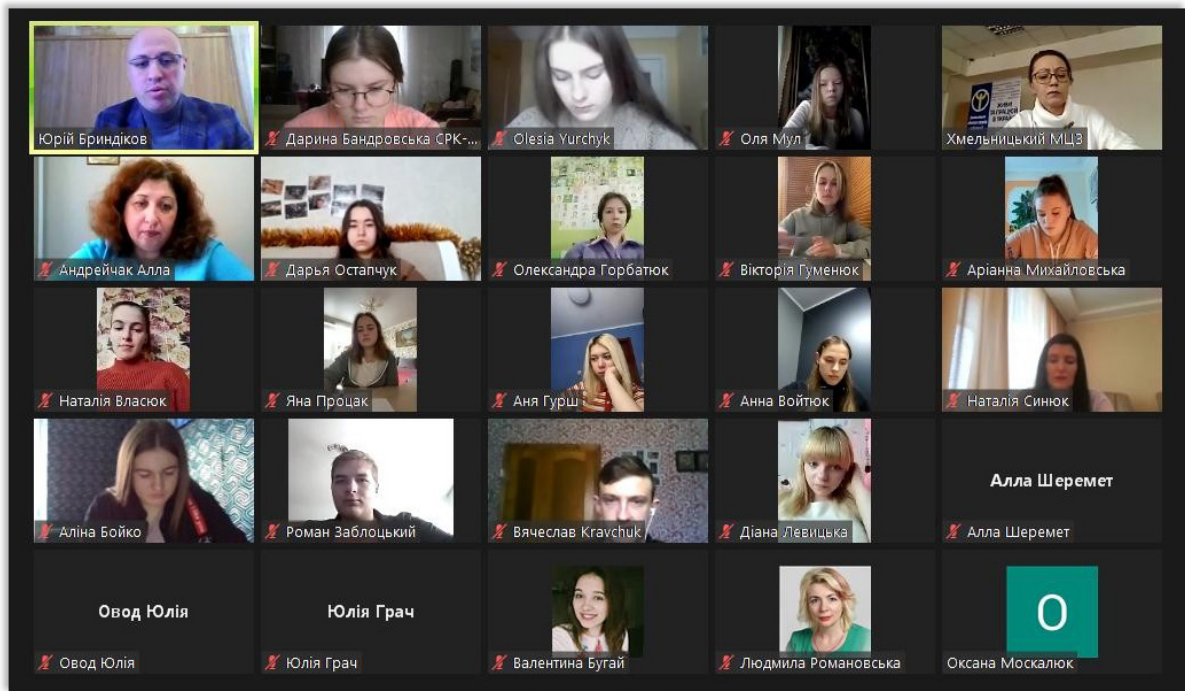 Юрій Бриндіков
Дарина Бандровська СРК-...
Olesia Yurchyk
Оля Мул
Хмельницький МЦЗ
ЖИВИ
Андрейчак Алла
Дарья Остапчук
Олександра Горбатюк
Вікторія Гуменюк
Аріанна Михайловська
Наталія Власюк
Яна Процак
Аня Гурш
Анна Войтюк
Наталія Синюк
Аліна Бойко
Роман Заблоцький
Вячеслав Kravchuk
Діана Левицька
Алла Шеремет
Алла Шеремет
Овод Юлія
Овод Юлія
Юлія Грач
Юлія Грач
Валентина Бугай
Людмила Романовська
О
Оксана Москалюк